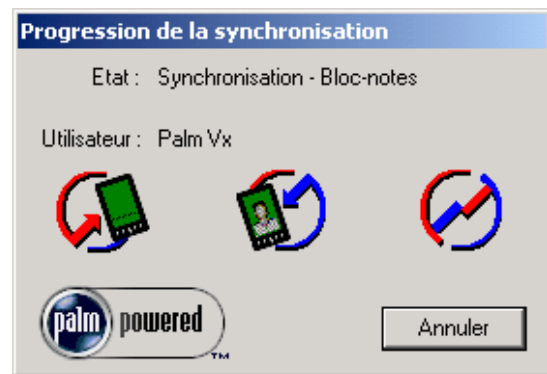 Progression de la synchronisation
Etat : Synchronisation - Bloc-notes
Utilisateur : Palm Vx
palm powered TM
Annuler